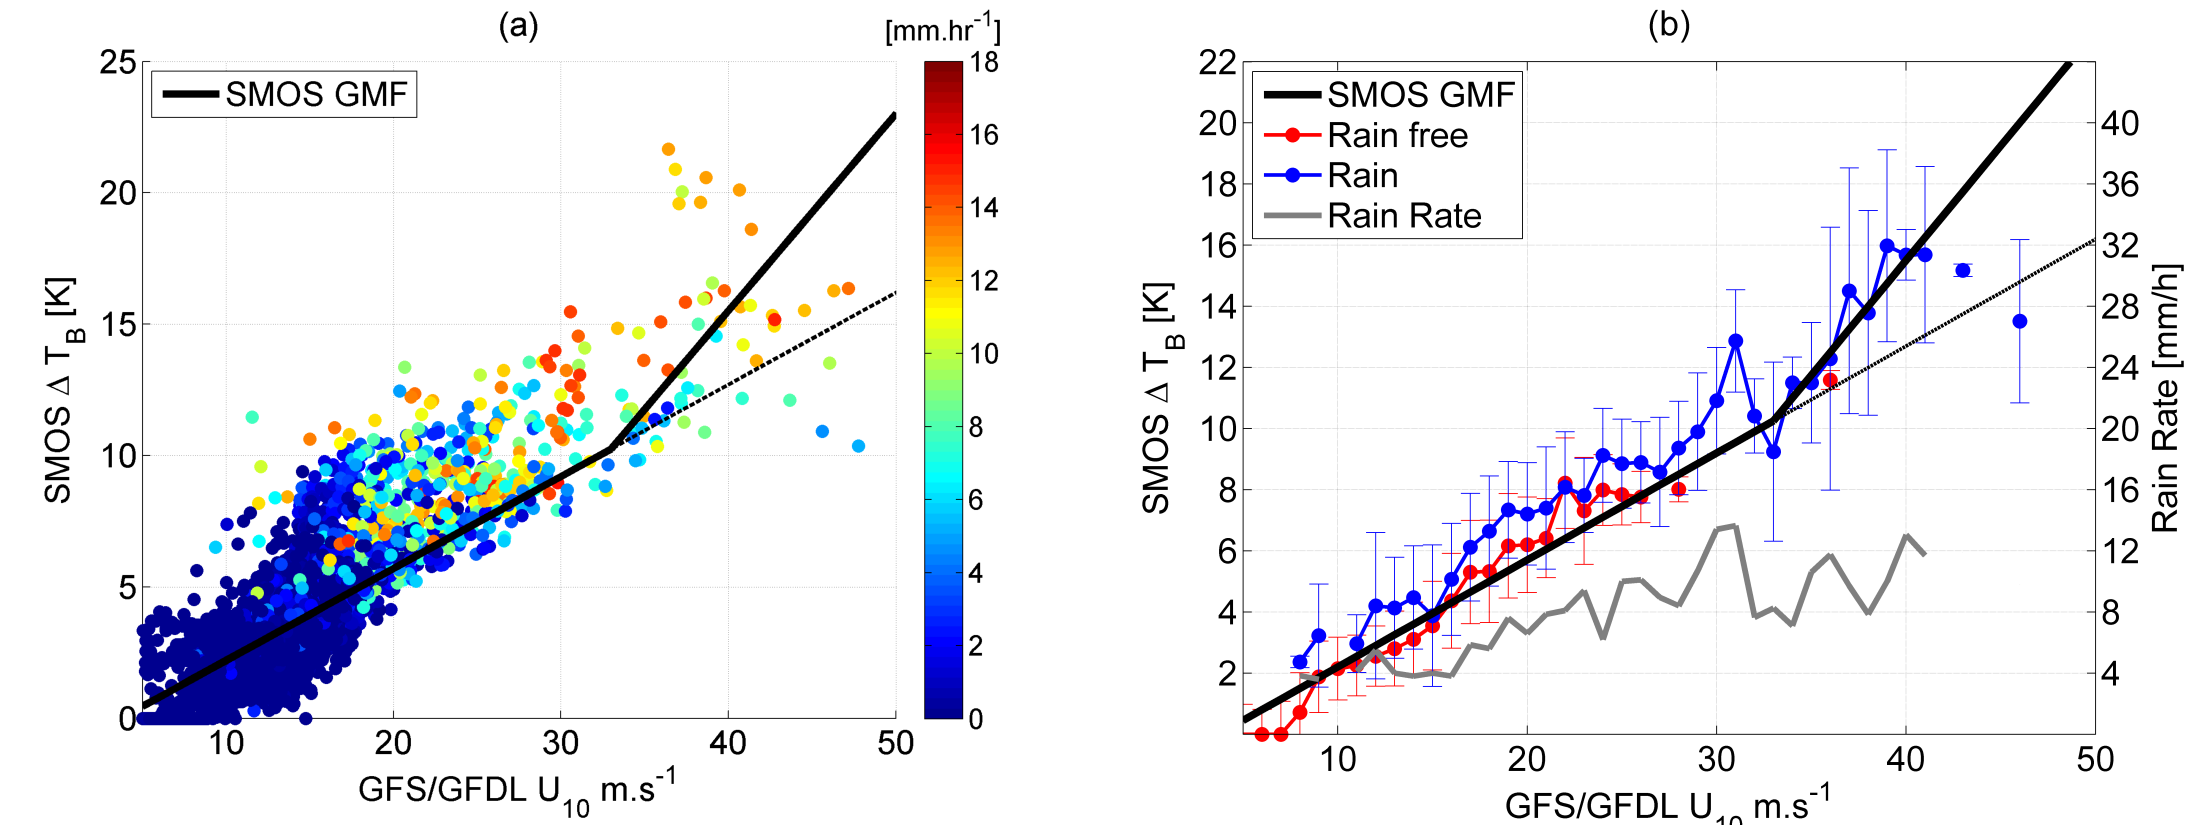 (a)
[mm.hr-1]
SMOS GMF
25
20
15
10
5
0
SMOS Δ TB [K]
10 20 30 40 50
GFS/GFDL U10 m.s-1
18
16
14
12
10
8
6
4
2
0
(b)
SMOS GMF
Rain free
Rain
Rain Rate
22
20
18
16
14
12
10
8
6
4
2
SMOS Δ TB [K]
10 20 30 40 50
GFS/GFDL U10 m.s-1
40
36
32
28
24
20
16
12
8
4
Rain Rate [mm/h]